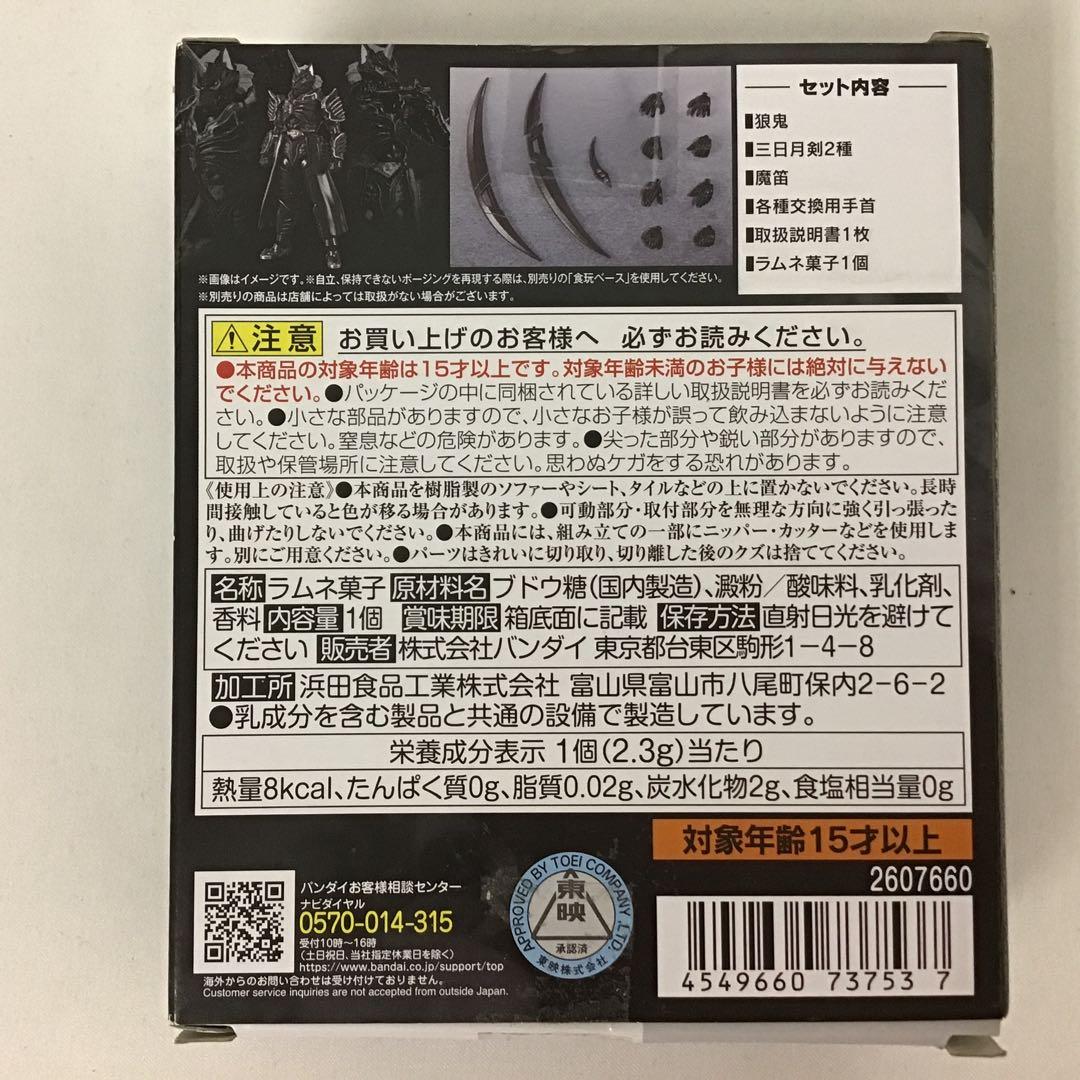 セット内容
▮狼鬼
▮三日月剣2種
▮魔笛
▮各種交換用手首
▮取扱説明書1枚
▮ラムネ菓子1個
※画像はイメージです。※自立、保持できないポージングを再現する際は、別売りの「食玩ベース」を使用してください。
※別売りの商品は店舗によっては取扱がない場合がございます。
注意 お買い上げのお客様へ 必ずお読みください。
●本商品の対象年齢は15才以上です。対象年齢未満のお子様には絶対に与えない
でください。●パッケージの中に同梱されている詳しい取扱説明書を必ずお読みくだ
さい。●小さな部品がありますので、小さなお子様が誤って飲み込まないように注意
してください。窒息などの危険があります。●尖った部分や鋭い部分がありますので、
取扱や保管場所に注意してください。思わぬケガをする恐れがあります。
《使用上の注意》●本商品を樹脂製のソファーやシート、タイルなどの上に置かないでください。長時
間接触していると色が移る場合があります。●可動部分・取付部分を無理な方向に強く引っ張った
り、曲げたりしないでください。●本商品には、組み立ての一部にニッパー・カッターなどを使用しま
す。別にご用意ください。●パーツはきれいに切り取り、切り離した後のクズは捨ててください。
名称 ラムネ菓子 原材料名 ブドウ糖(国内製造)、澱粉／酸味料、乳化剤、
香料 内容量 1個 賞味期限 箱底面に記載 保存方法 直射日光を避けて
ください 販売者 株式会社バンダイ 東京都台東区駒形1-4-8
加工所 浜田食品工業株式会社 富山県富山市八尾町保内2-6-2
●乳成分を含む製品と共通の設備で製造しています。
栄養成分表示 1個(2.3g)当たり
熱量8kcal、たんぱく質0g、脂質0.02g、炭水化物2g、食塩相当量0g
対象年齢15才以上
2607660
バンダイお客様相談センター
ナビダイヤル
0570-014-315
受付10時～16時
(土日祝日、当社指定休業日を除く)
https://www.bandai.co.jp/support/top
海外からのお問い合わせは受け付けておりません。
Customer service inquiries are not accepted from outside Japan.
APPROVED BY TOEI COMPANY, LTD.
東映
承認済
東映株式会社
4549660 73753 7